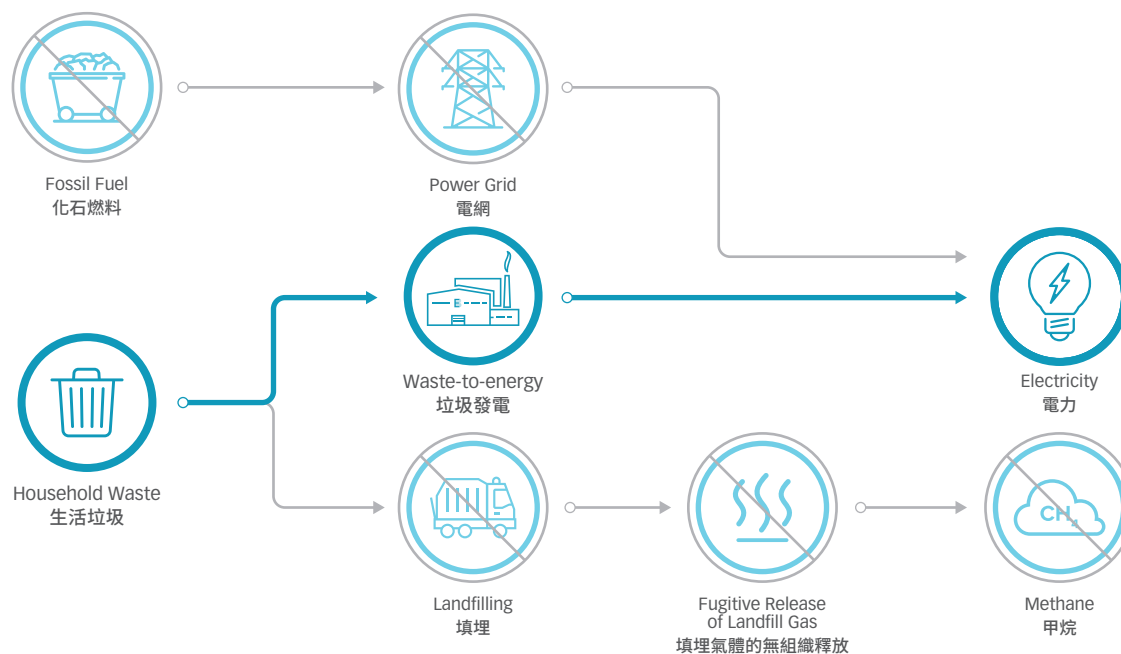 Fossil Fuel
化石燃料
Power Grid
電網
Waste-to-energy
垃圾發電
Electricity
電力
Household Waste
生活垃圾
Landfilling
填埋
Fugitive Release
of Landfill Gas
填埋氣體的無組織釋放
CH₄
Methane
甲烷